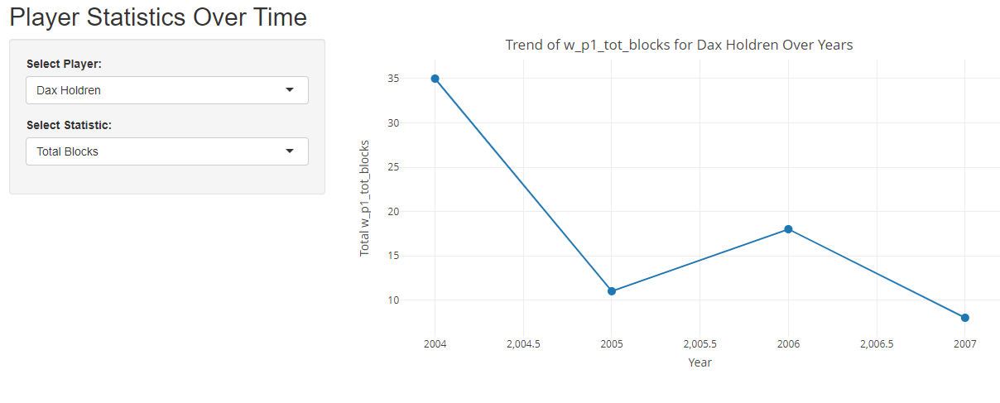 Player Statistics Over Time
Select Player:
Dax Holdren
Select Statistic:
Total Blocks
Trend of w_p1_tot_blocks for Dax Holdren Over Years
Total w_p1_tot_blocks
35
30
25
20
15
10
2004 2,004.5 2005 2,005.5 2006 2,006.5 2007
Year